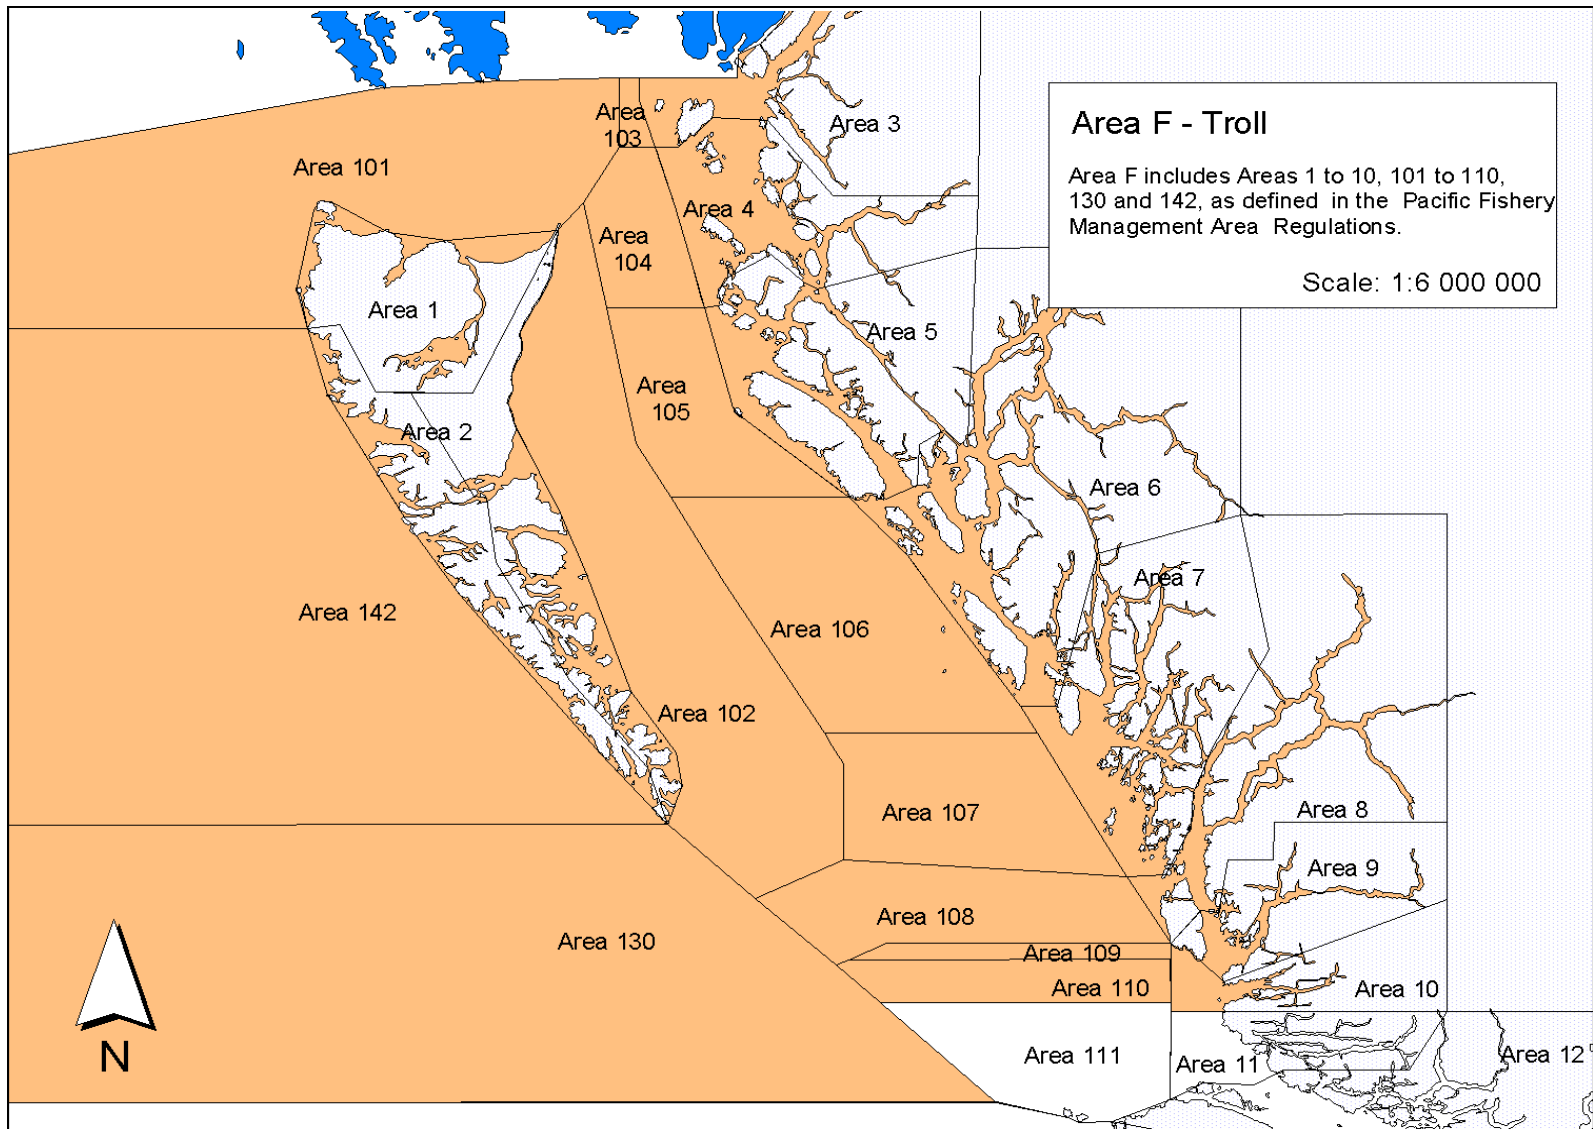 Area F - Troll
Area F includes Areas 1 to 10, 101 to 110,
130 and 142, as defined in the Pacific Fishery
Management Area Regulations.
Scale: 1:6 000 000
Area
103
Area 3
Area 101
Area 4
Area
104
Area 1
Area 5
Area
105
Area 2
Area 6
Area 7
Area 142
Area 106
Area 102
Area 107
Area 8
Area 9
Area 108
Area 130
Area 109
Area 110
Area 10
Area 111
Area 11
Area 12
N